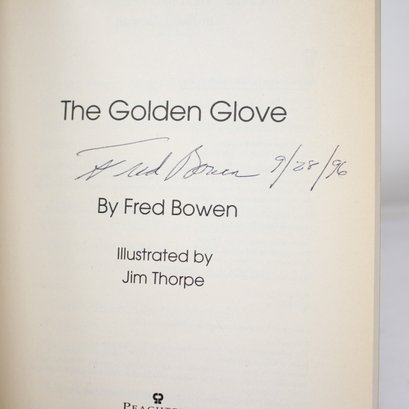 The Golden Glove
Fred Bowen 9/28/96
By Fred Bowen
Illustrated by
Jim Thorpe